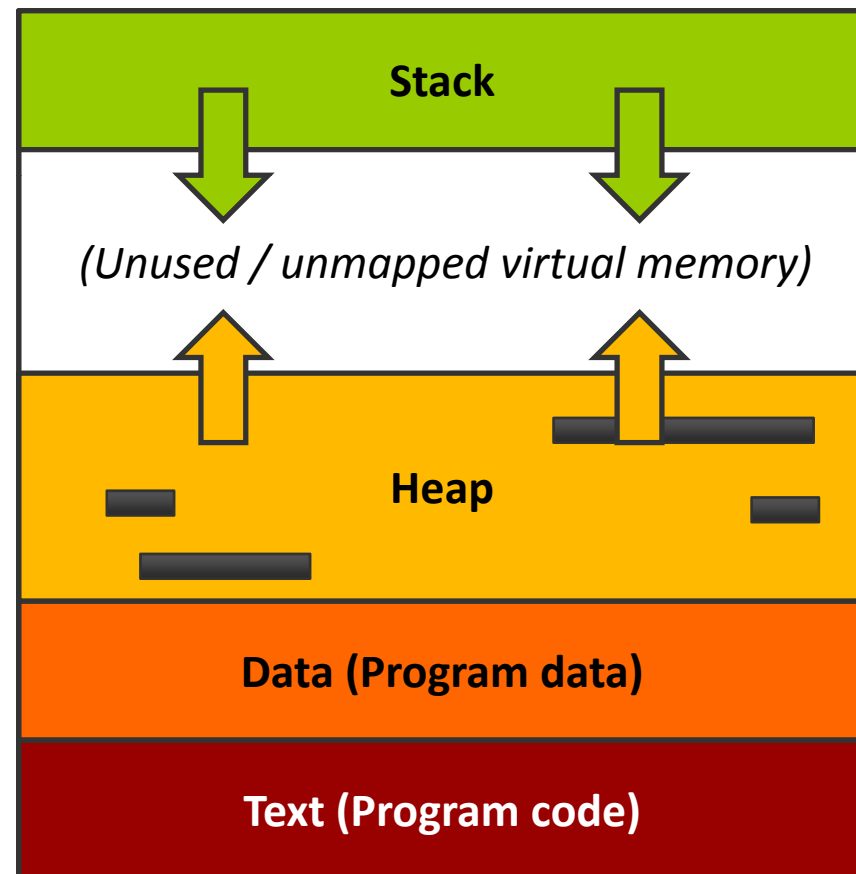 Stack
(Unused / unmapped virtual memory)
Heap
Data (Program data)
Text (Program code)